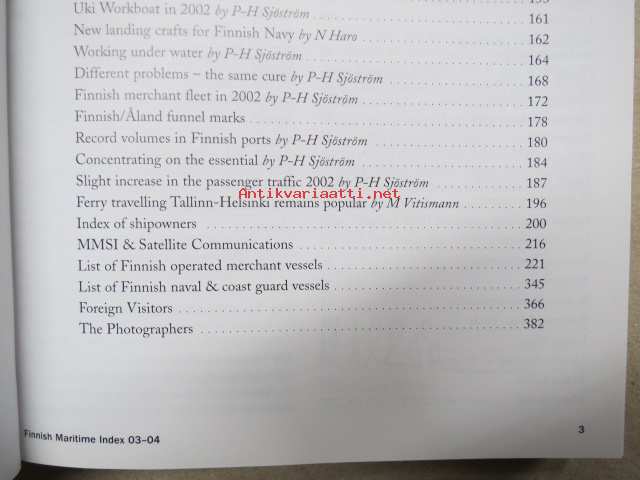 Uki Workboat in 2002 by P-H Sjöström
161
New landing crafts for Finnish Navy by N Haro 162
Working under water by P-H Sjöström 164
Different problems – the same cure by P-H Sjöström 168
Finnish merchant fleet in 2002 by P-H Sjöström 172
Finnish/Åland funnel marks 178
Record volumes in Finnish ports by P-H Sjöström 180
Concentrating on the essential by P-H Sjöström 184
Slight increase in the passenger traffic 2002 by P-H Sjöström 187
Antikvariaatti.net
Ferry travelling Tallinn-Helsinki remains popular by M Vitismann 196
Index of shipowners 200
MMSI & Satellite Communications 216
List of Finnish operated merchant vessels 221
List of Finnish naval & coast guard vessels 345
Foreign Visitors 366
The Photographers 382
Finnish Maritime Index 03–04
3